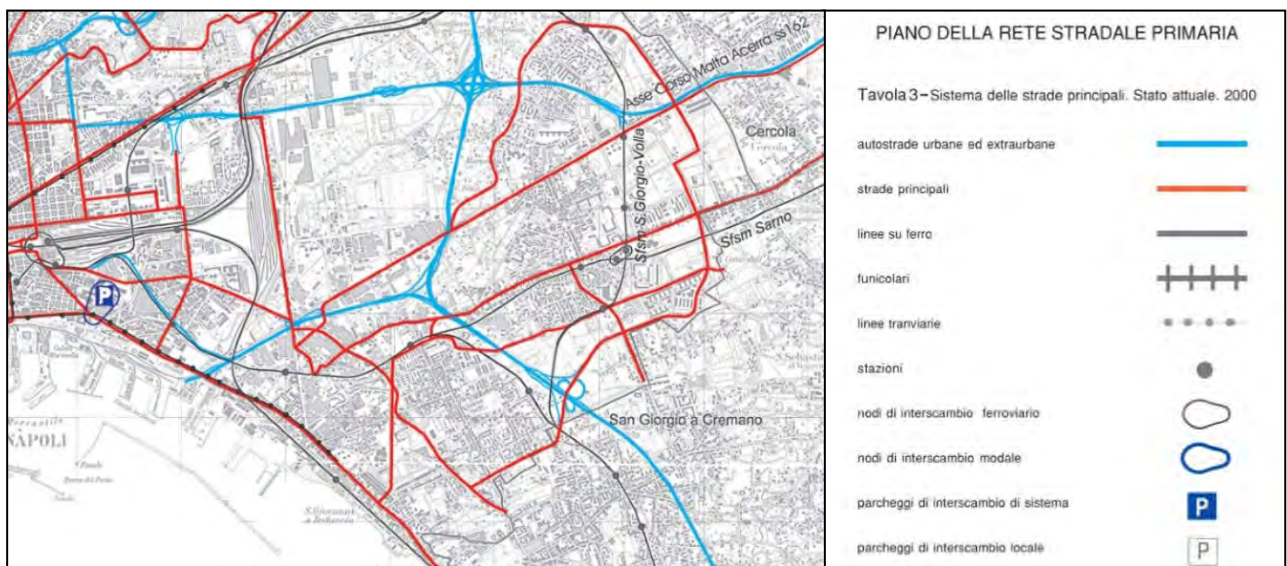 Asse Corso Malta Acerra ss162
Cercola
Cercola
Sfsm S.Giorgio-Volla
Sfsm Sarno
P
San Giorgio a Cremano
NAPOLI
S. Giovanni
a Teduccio
PIANO DELLA RETE STRADALE PRIMARIA
Tavola 3-Sistema delle strade principali. Stato attuale. 2000
autostrade urbane ed extraurbane
strade principali
linee su ferro
funicolari
linee tranviarie
stazioni
nodi di interscambio ferroviario
nodi di interscambio modale
parcheggi di interscambio di sistema
P
parcheggi di interscambio locale
P